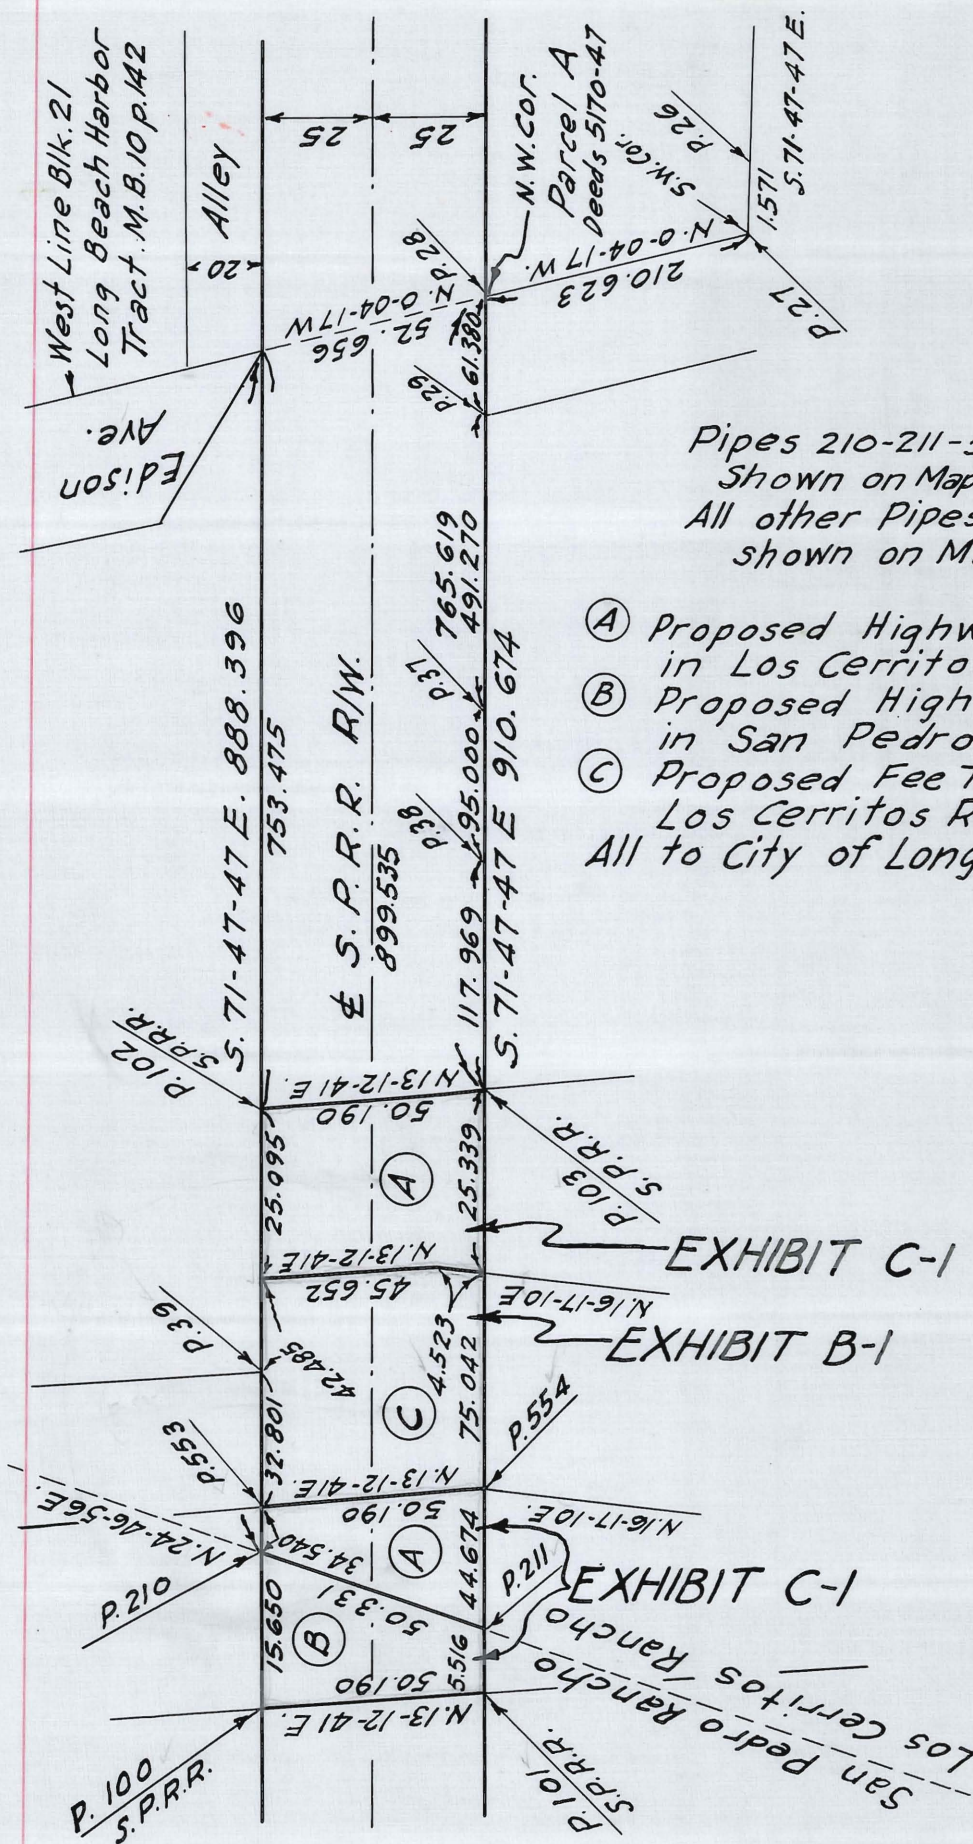 West Line Blk. 21
Long Beach Harbor
Tract. M.B. 10 p. 142
20
Alley
Edison
Ave.
25
25
N.W. Cor.
Parcel A
Deeds 5170-47
P.26
S.W. Cor.
1.571
S.71-47-47 E.
N.0-04-17 W.
210.623
P.27
P.28
N.0-04-17 W
52.656
61.380
P.29
Pipes 210-211-
Shown on Map
All other Pipes
shown on M
A Proposed Highw
in Los Cerrito
B Proposed High
in San Pedro
C Proposed Fee T
Los Cerritos R
All to City of Long
S. 71-47-47 E. 888.396
753.475
℄ S. P. R. R. R/W.
899.535
765.619
491.270
P.37
95.000
P.38
117.969
S. 71-47-47 E 910.674
P.102
S.P.R.R.
N.13-12-41 E.
50.190
P.103
S.P.R.R.
25.095
A
25.339
EXHIBIT C-1
N.13-12-41 E
45.652
N.16-17-10 E
4.523
EXHIBIT B-1
P.39
42.485
C
75.042
P.553
32.801
P.554
N.13-12-41 E.
50.190
N.16-17-10 E.
N.24-46-56 E.
34.540
A
44.674
P.210
P.211
EXHIBIT C-1
50.331
15.650
B
5.516
50.190
N.13-12-41 E.
P. 100
S.P.R.R.
P.101
S.P.R.R.
San Pedro Rancho
Los Cerritos Rancho